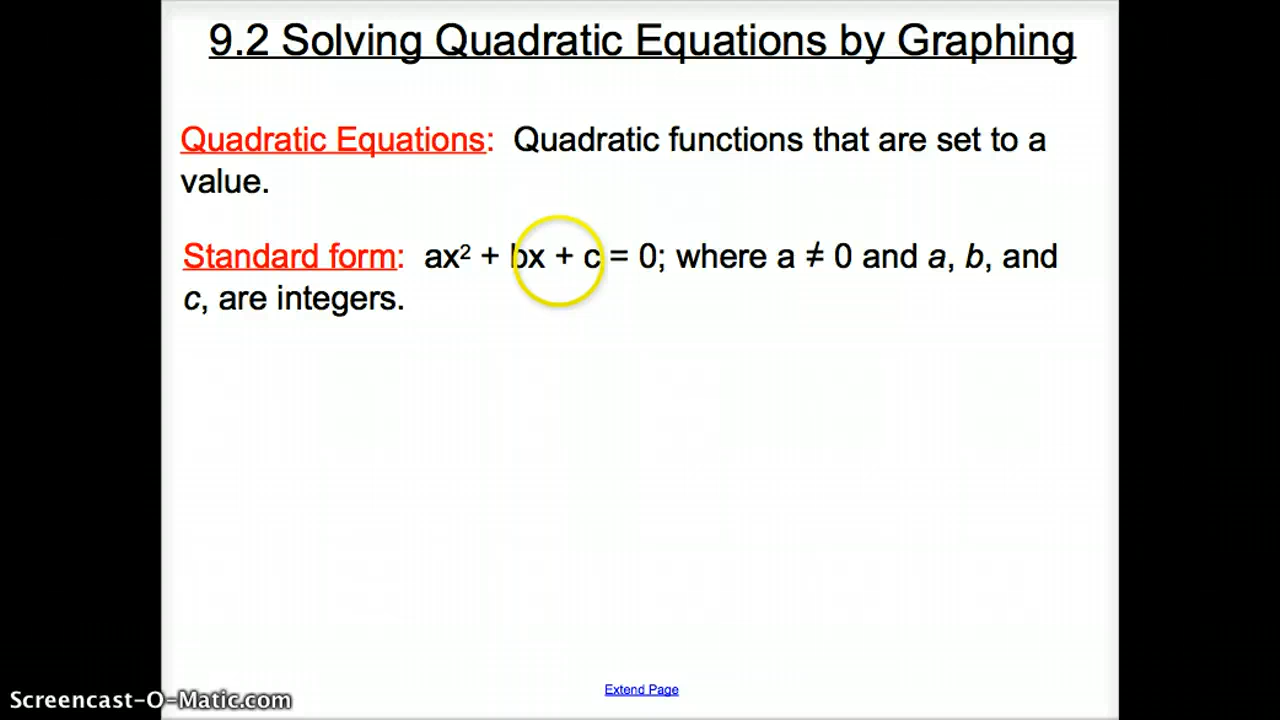 9.2 Solving Quadratic Equations by Graphing
Quadratic Equations: Quadratic functions that are set to a
value.
Standard form: ax² + bx + c = 0; where a ≠ 0 and a, b, and
c, are integers.
Extend Page
Screencast-O-Matic.com